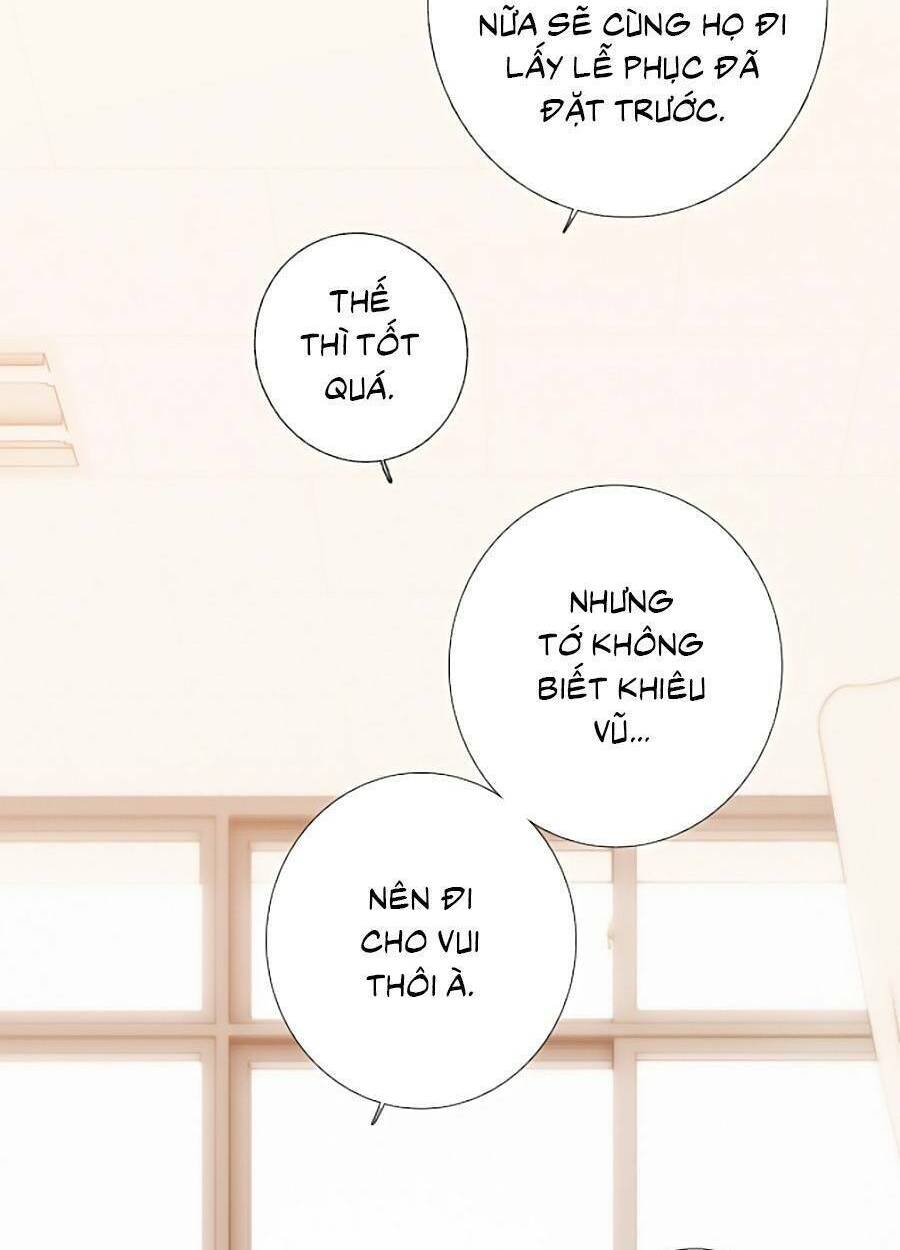 NỮA SẼ CÙNG HỌ ĐI
LẤY LỄ PHỤC ĐÃ
ĐẶT TRƯỚC.
THẾ
THÌ TỐT
QUÁ.
NHƯNG
TỚ KHÔNG
BIẾT KHIÊU
VŨ...
NÊN ĐI
CHO VUI
THÔI À.